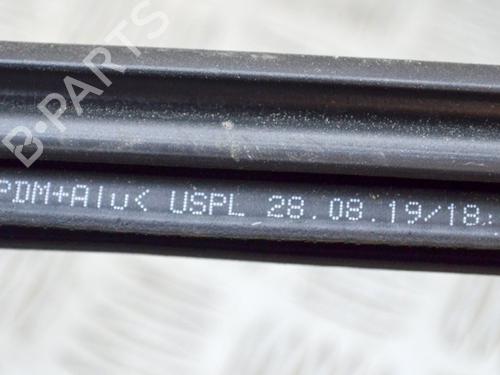 B-PARTS
PDM+Alu< USPL 28.08.19/18